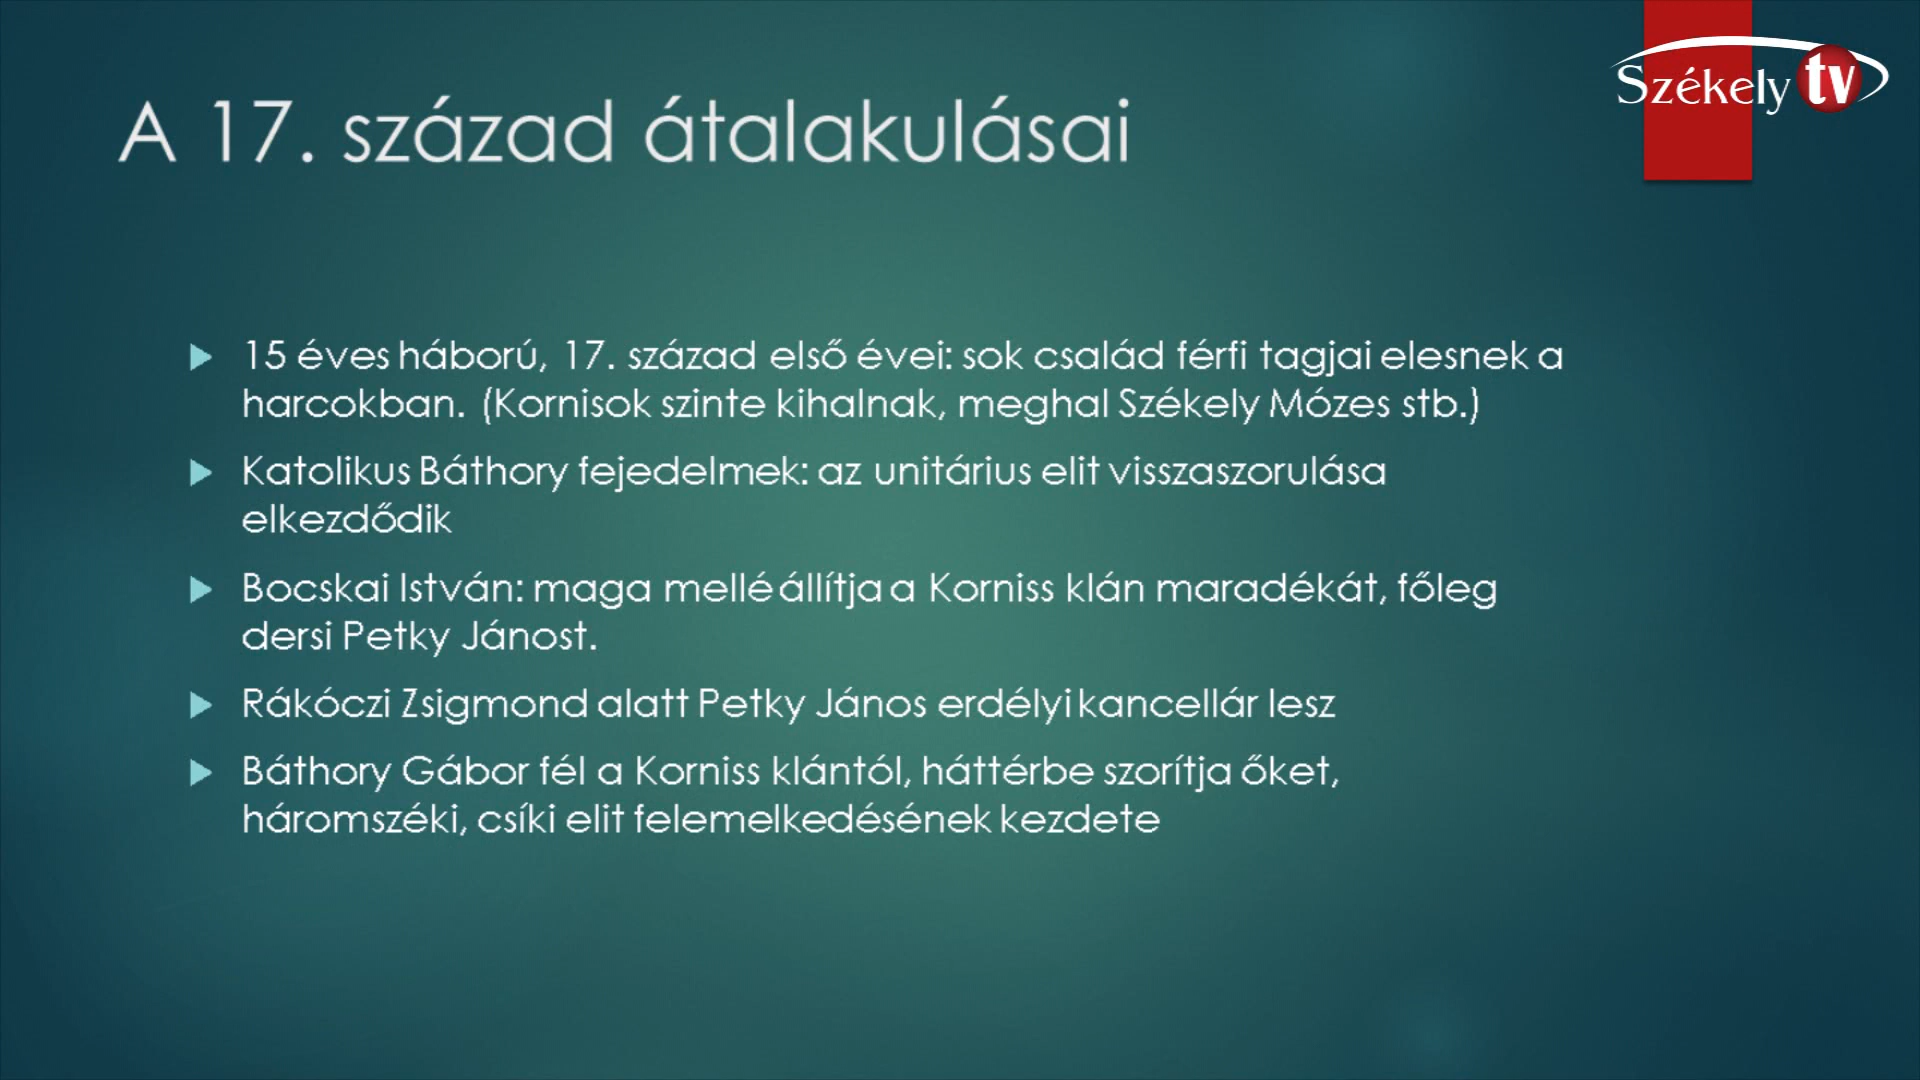 Székely tv
A 17. század átalakulásai
15 éves háború, 17. század első évei: sok család férfi tagjai elesnek a
harcokban. (Kornisok szinte kihalnak, meghal Székely Mózes stb.)
Katolikus Báthory fejedelmek: az unitárius elit visszaszorulása
elkezdődik
Bocskai István: maga mellé állítja a Korniss klán maradékát, főleg
dersi Petky Jánost.
Rákóczi Zsigmond alatt Petky János erdélyi kancellár lesz
Báthory Gábor fél a Korniss klántól, háttérbe szorítja őket,
háromszéki, csíki elit felemelkedésének kezdete